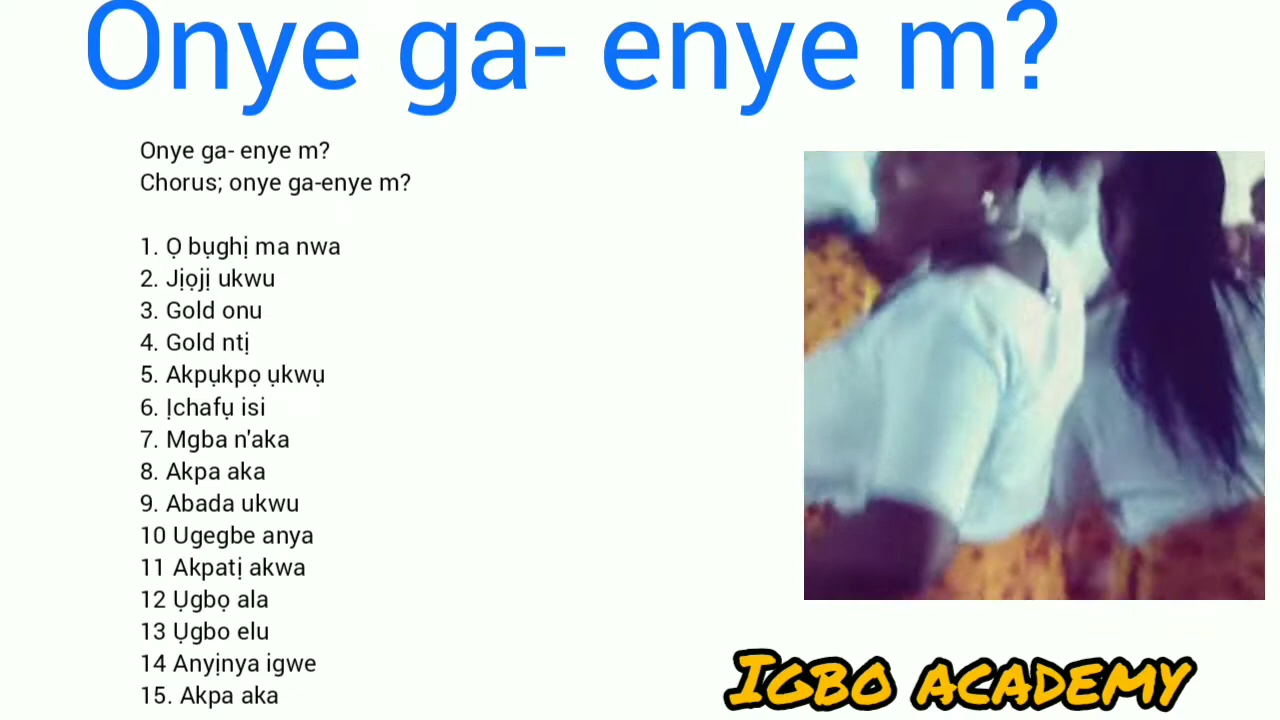 Onye ga- enye m?
Onye ga- enye m?
Chorus; onye ga-enye m?
1. Ọ bụghị ma nwa
2. Jịọjị ukwu
3. Gold onu
4. Gold ntị
5. Akpụkpọ ụkwụ
6. Ịchafụ isi
7. Mgba n'aka
8. Akpa aka
9. Abada ukwu
10 Ugegbe anya
11 Akpatị akwa
12 Ụgbọ ala
13 Ụgbo elu
14 Anyịnya igwe
15. Akpa aka
IGBO ACADEMY